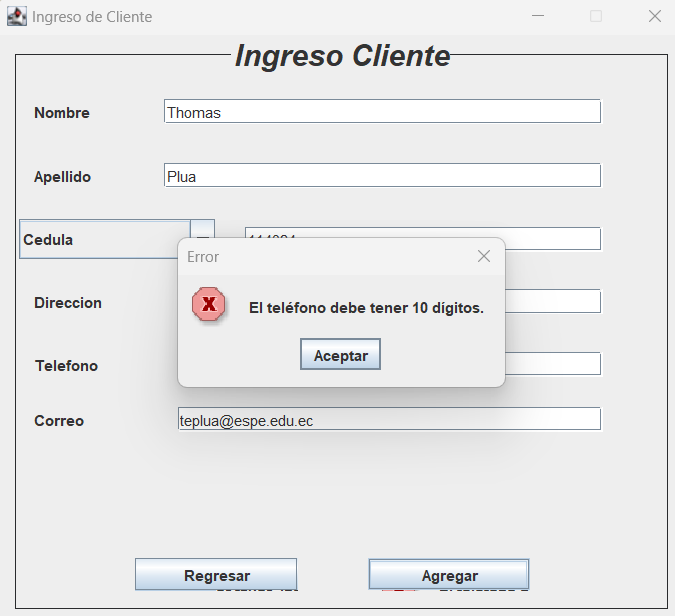 Ingreso de Cliente
Ingreso Cliente
Nombre
Thomas
Apellido
Plua
Cedula
Error
El teléfono debe tener 10 dígitos.
Aceptar
Direccion
Telefono
Correo
teplua@espe.edu.ec
Regresar
Agregar